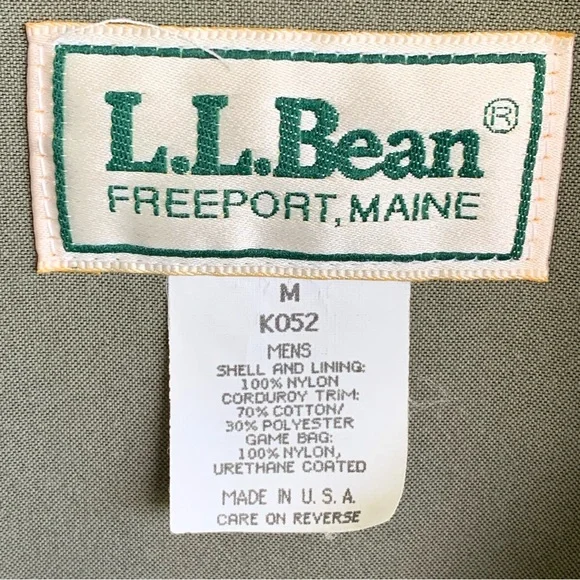 L.L.Bean®
FREEPORT, MAINE
M
K052
MENS
SHELL AND LINING:
100% NYLON
CORDUROY TRIM:
70% COTTON/
30% POLYESTER
GAME BAG:
100% NYLON,
URETHANE COATED
MADE IN U.S.A.
CARE ON REVERSE